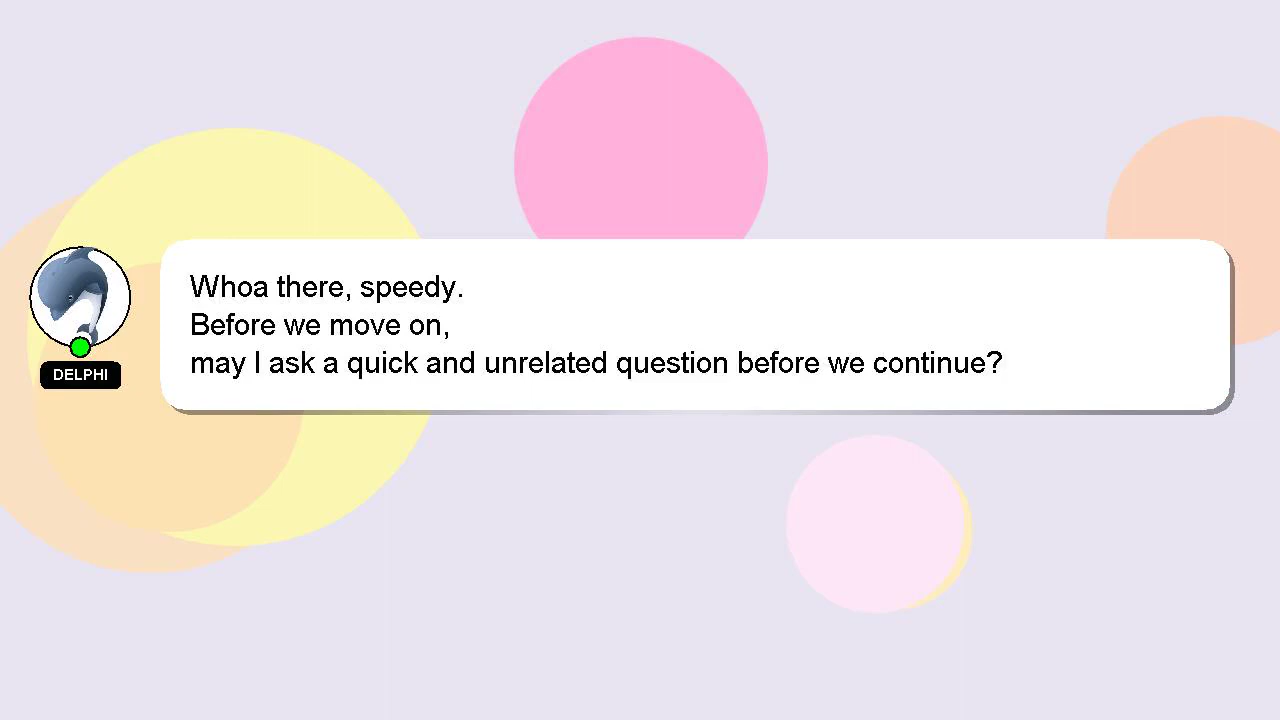 Whoa there, speedy.
Before we move on,
may I ask a quick and unrelated question before we continue?
DELPHI